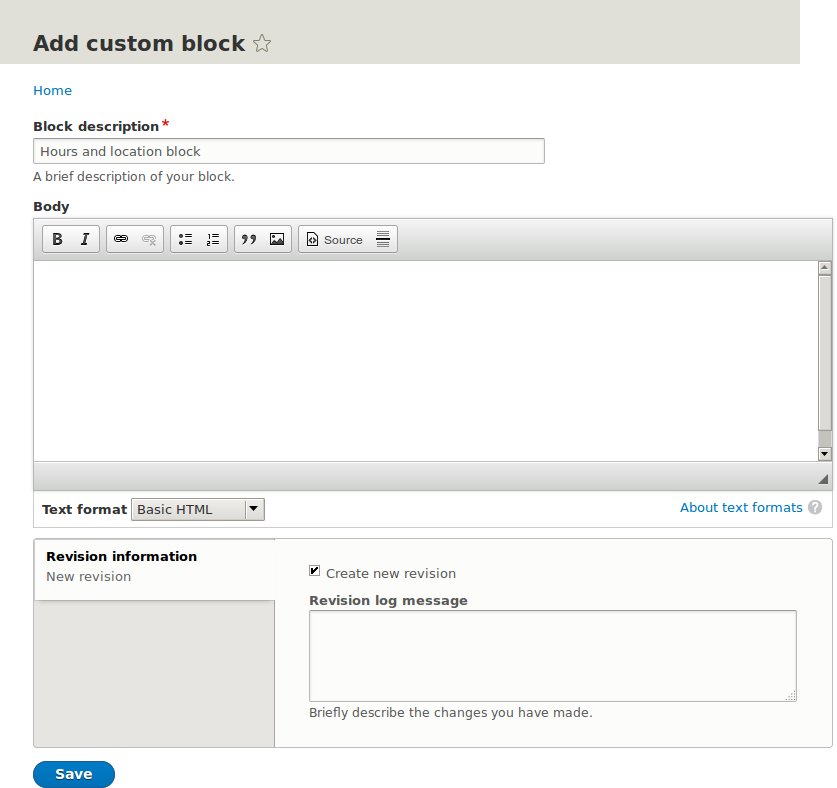 Add custom block
Home
Block description*
Hours and location block
A brief description of your block.
Body
B I Source
Text format Basic HTML About text formats ?
Revision information
New revision
Create new revision
Revision log message
Briefly describe the changes you have made.
Save